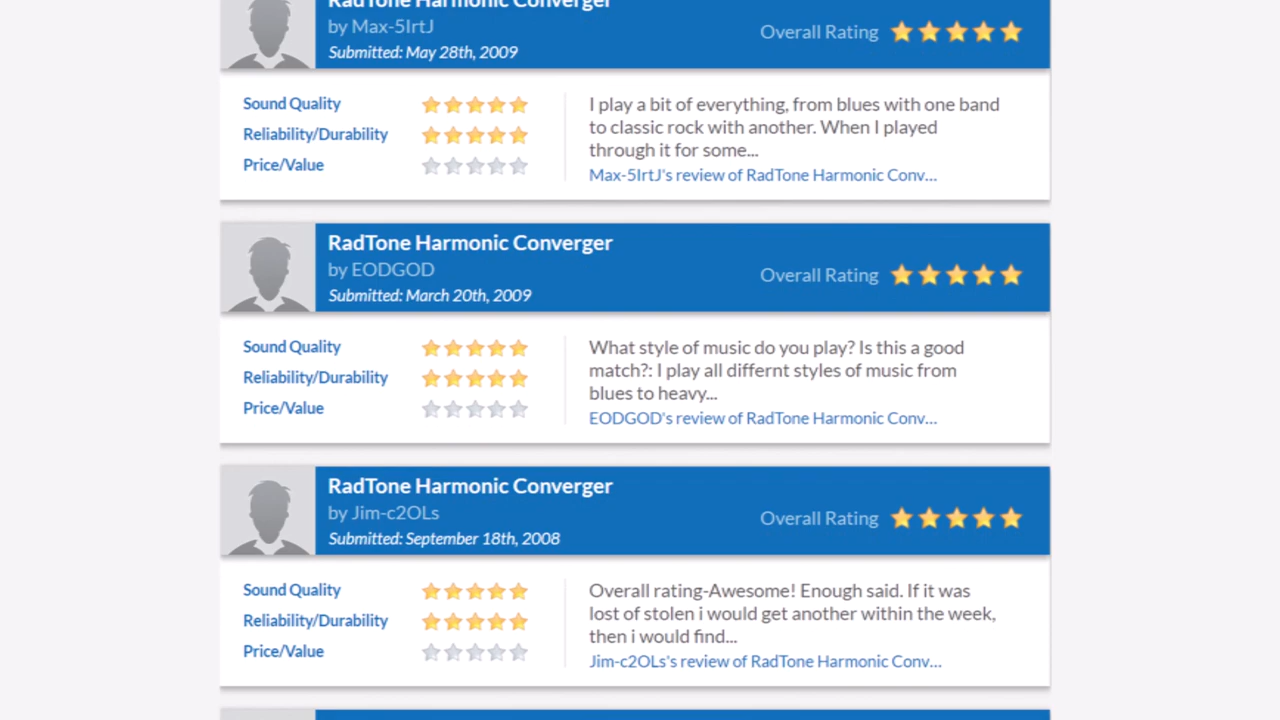 RadTone Harmonic Converger
by Max-5IrtJ
Overall Rating
Submitted: May 28th, 2009
Sound Quality
Reliability/Durability
Price/Value
I play a bit of everything, from blues with one band
to classic rock with another. When I played
through it for some...
Max-5IrtJ's review of RadTone Harmonic Conv...
RadTone Harmonic Converger
by EODGOD
Overall Rating
Submitted: March 20th, 2009
Sound Quality
Reliability/Durability
Price/Value
What style of music do you play? Is this a good
match?: I play all differnt styles of music from
blues to heavy...
EODGOD's review of RadTone Harmonic Conv...
RadTone Harmonic Converger
by Jim-c2OLs
Overall Rating
Submitted: September 18th, 2008
Sound Quality
Reliability/Durability
Price/Value
Overall rating-Awesome! Enough said. If it was
lost of stolen i would get another within the week,
then i would find...
Jim-c2OLs's review of RadTone Harmonic Conv...